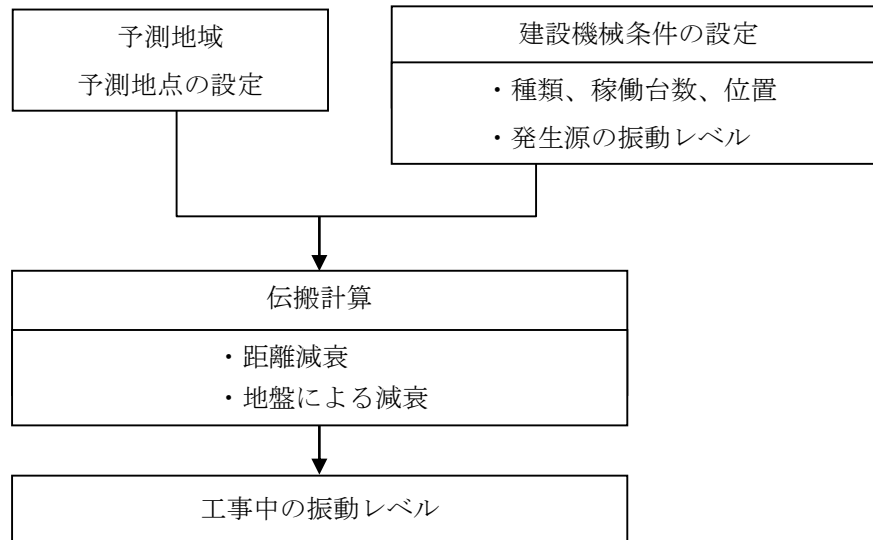 予測地域
予測地点の設定
建設機械条件の設定
・種類、稼働台数、位置
・発生源の振動レベル
伝搬計算
・距離減衰
・地盤による減衰
工事中の振動レベル